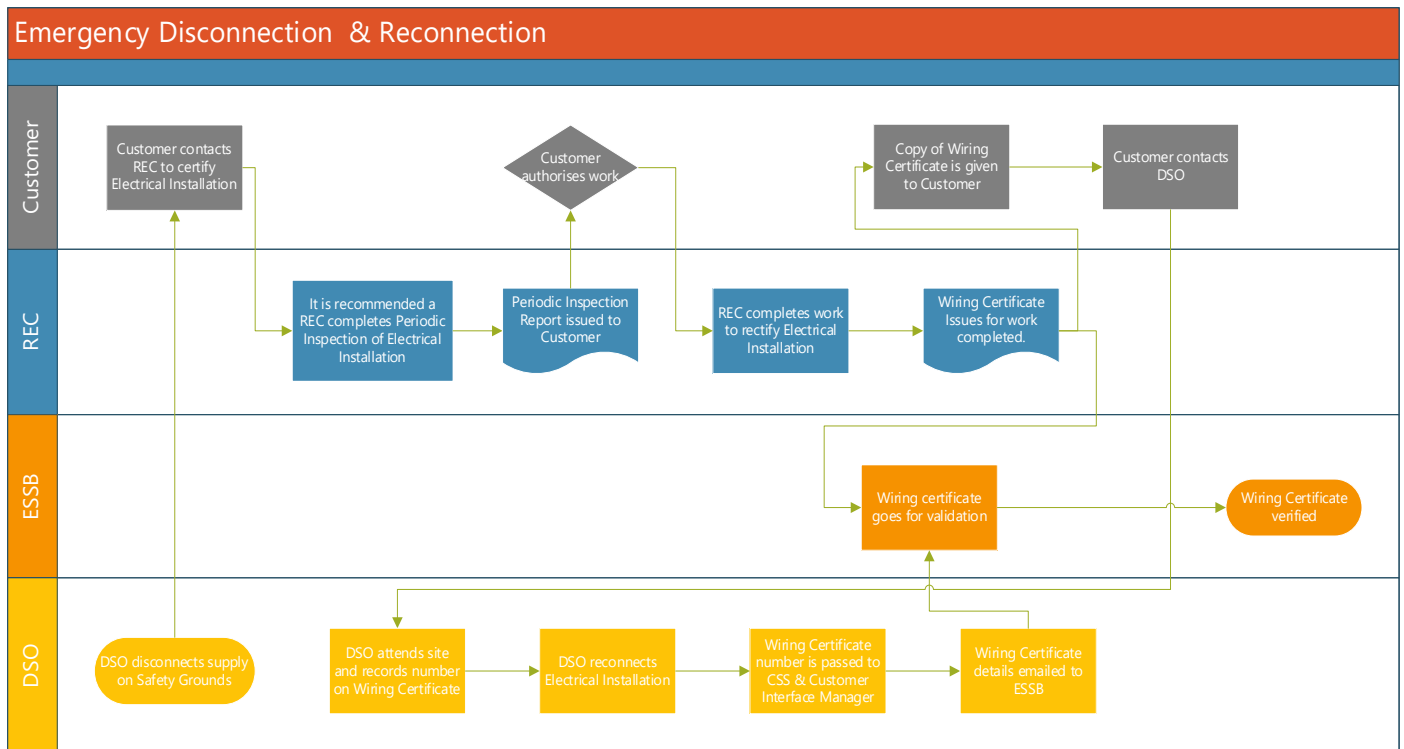 Emergency Disconnection & Reconnection
Customer
Customer contacts
REC to certify
Electrical Installation
Customer
authorises work
Copy of Wiring
Certificate is given
to Customer
Customer contacts
DSO
REC
It is recommended a
REC completes Periodic
Inspection of Electrical
Installation
Periodic Inspection
Report issued to
Customer
REC completes work
to rectify Electrical
Installation
Wiring Certificate
Issues for work
completed.
ESSB
Wiring certificate
goes for validation
Wiring Certificate
verified
DSO
DSO disconnects supply
on Safety Grounds
DSO attends site
and records number
on Wiring Certificate
DSO reconnects
Electrical Installation
Wiring Certificate
number is passed to
CSS & Customer
Interface Manager
Wiring Certificate
details emailed to
ESSB